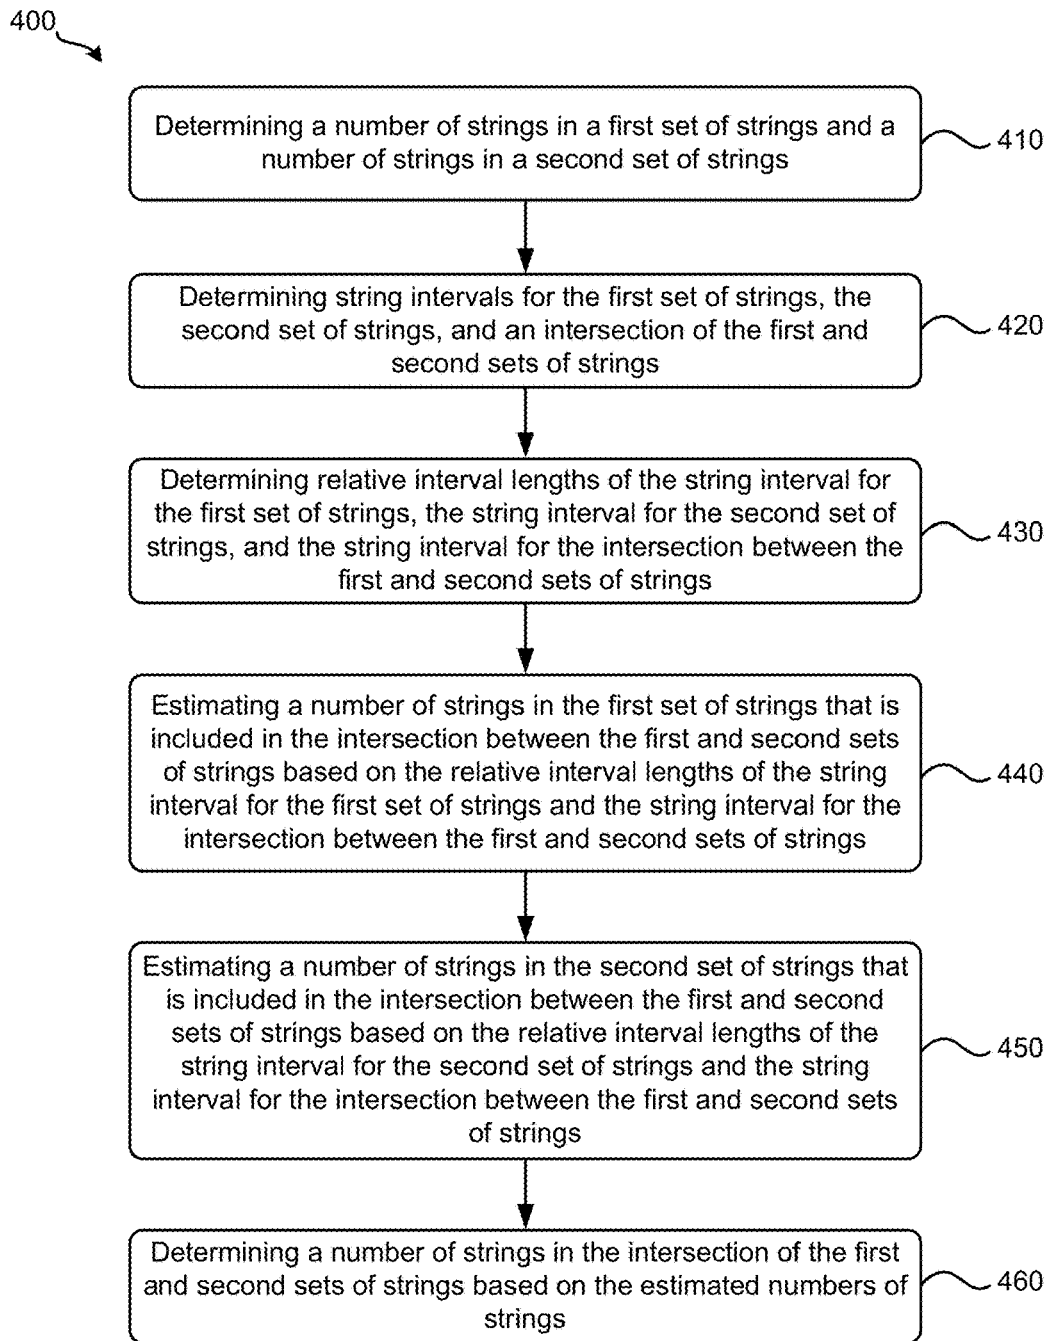 400
Determining a number of strings in a first set of strings and a
number of strings in a second set of strings
410
Determining string intervals for the first set of strings, the
second set of strings, and an intersection of the first and
second sets of strings
420
Determining relative interval lengths of the string interval for
the first set of strings, the string interval for the second set of
strings, and the string interval for the intersection between the
first and second sets of strings
430
Estimating a number of strings in the first set of strings that is
included in the intersection between the first and second sets
of strings based on the relative interval lengths of the string
interval for the first set of strings and the string interval for the
intersection between the first and second sets of strings
440
Estimating a number of strings in the second set of strings that
is included in the intersection between the first and second
sets of strings based on the relative interval lengths of the
string interval for the second set of strings and the string
interval for the intersection between the first and second sets
of strings
450
Determining a number of strings in the intersection of the first
and second sets of strings based on the estimated numbers of
strings
460